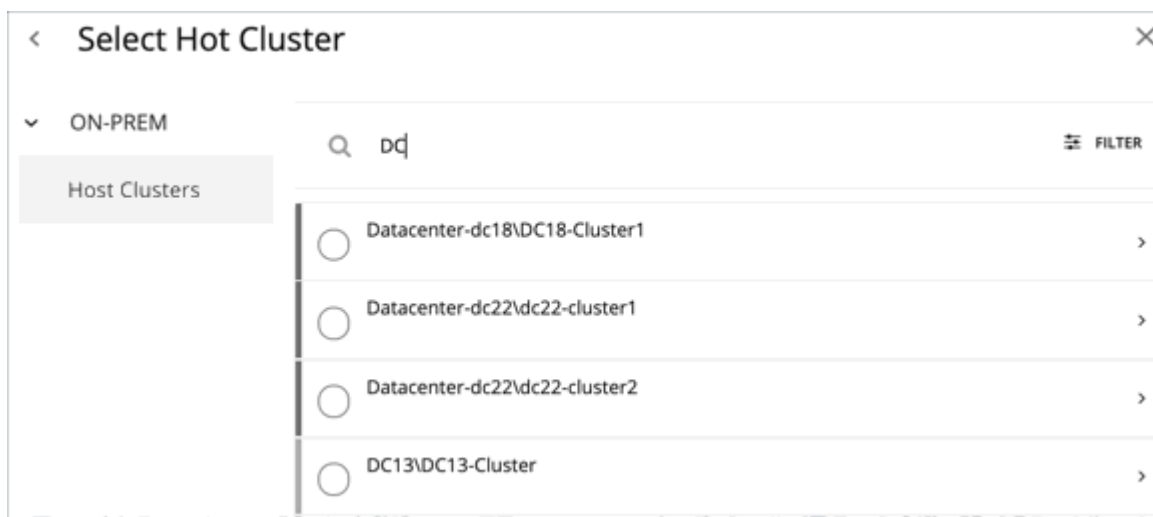 Select Hot Cluster
ON-PREM
DC
FILTER
Host Clusters
Datacenter-dc18\DC18-Cluster1
Datacenter-dc22\dc22-cluster1
Datacenter-dc22\dc22-cluster2
DC13\DC13-Cluster